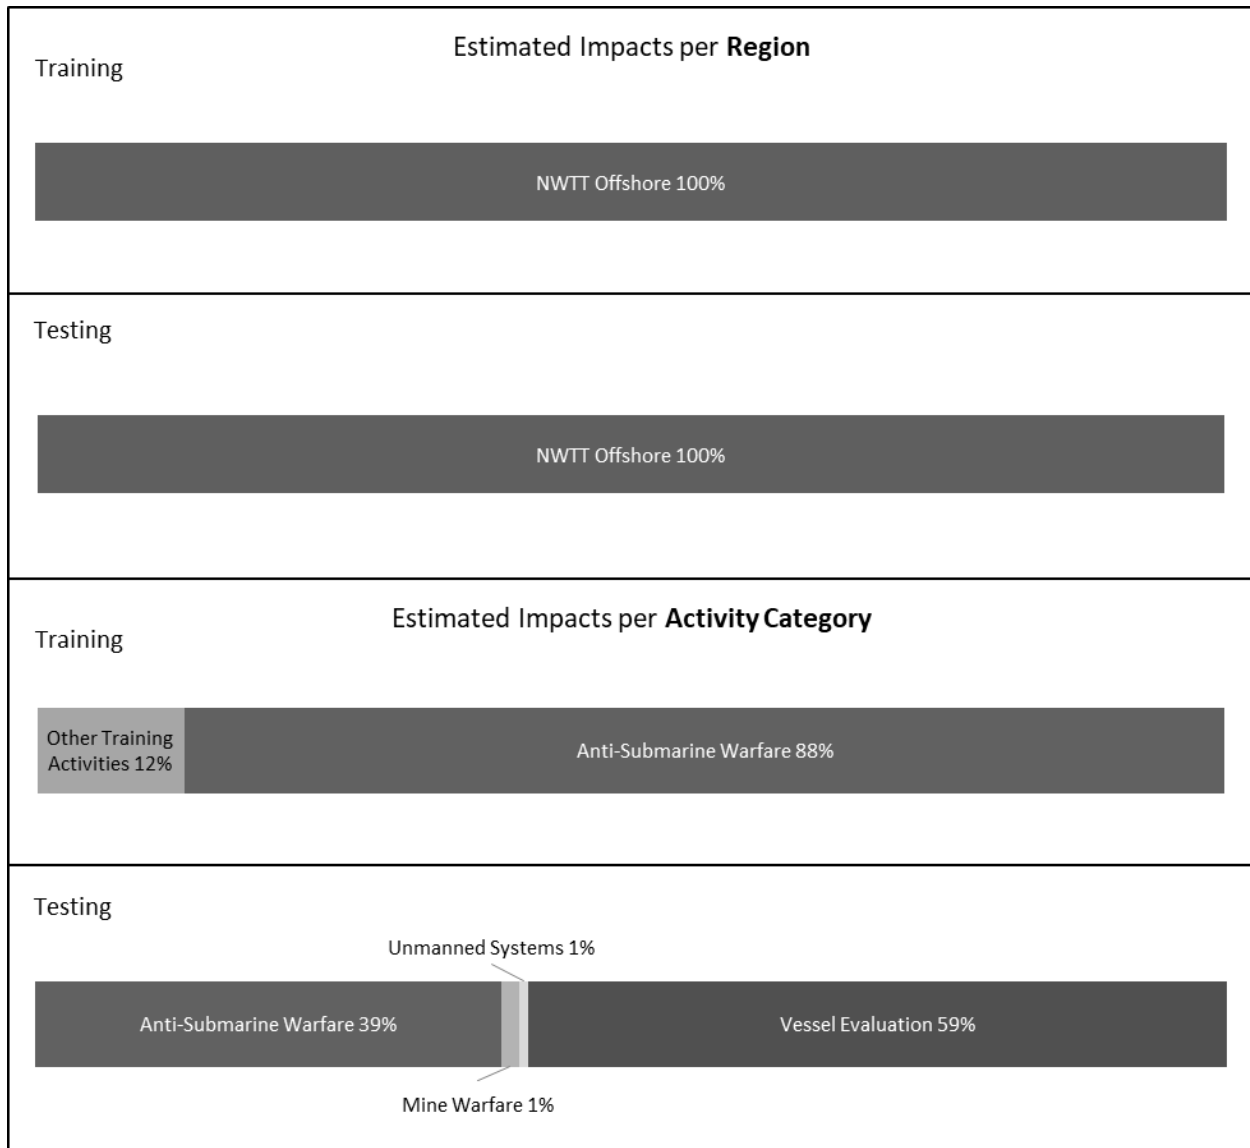 Estimated Impacts per Region
Training
NWTT Offshore 100%
Testing
NWTT Offshore 100%
Estimated Impacts per Activity Category
Training
Other Training
Activities 12%
Anti-Submarine Warfare 88%
Testing
Unmanned Systems 1%
Anti-Submarine Warfare 39%
Vessel Evaluation 59%
Mine Warfare 1%